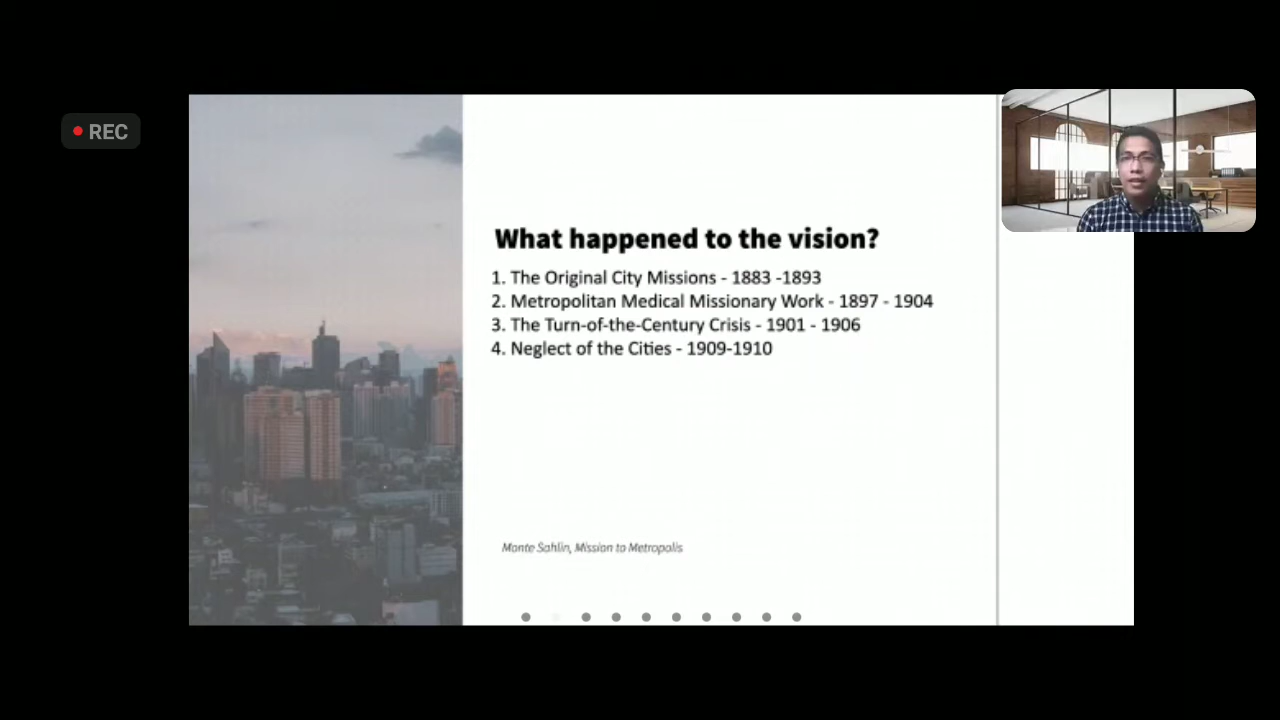 REC
What happened to the vision?
1. The Original City Missions - 1883 -1893
2. Metropolitan Medical Missionary Work - 1897 - 1904
3. The Turn-of-the-Century Crisis - 1901 - 1906
4. Neglect of the Cities - 1909-1910
Monte Sahlin, Mission to Metropolis